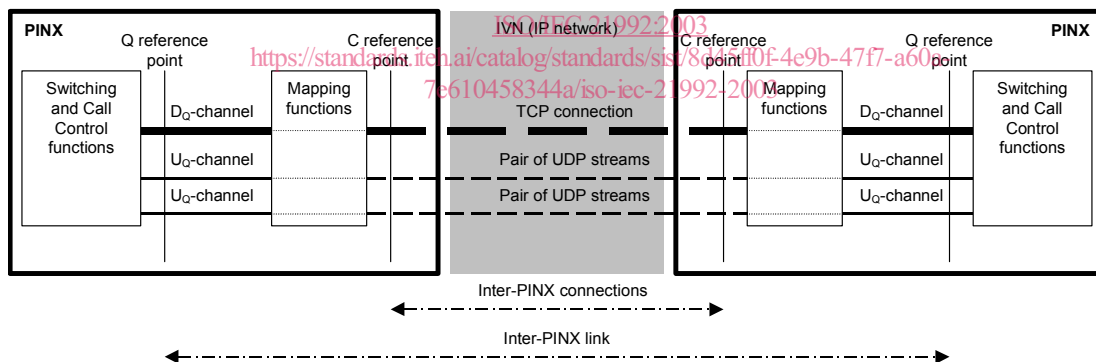 PINX
IVN (IP network)
PINX
ISO/IEC 21992:2003
Q reference
point
C reference
point
C reference
point
Q reference
point
https://standards.iteh.ai/catalog/standards/sist/8d45ff0f-4e9b-47f7-a60a-
7e610458344a/iso-iec-21992-2003
Switching
and Call
Control
functions
Mapping
functions
Mapping
functions
Switching
and Call
Control
functions
DQ-channel
TCP connection
DQ-channel
UQ-channel
Pair of UDP streams
UQ-channel
UQ-channel
Pair of UDP streams
UQ-channel
Inter-PINX connections
Inter-PINX link